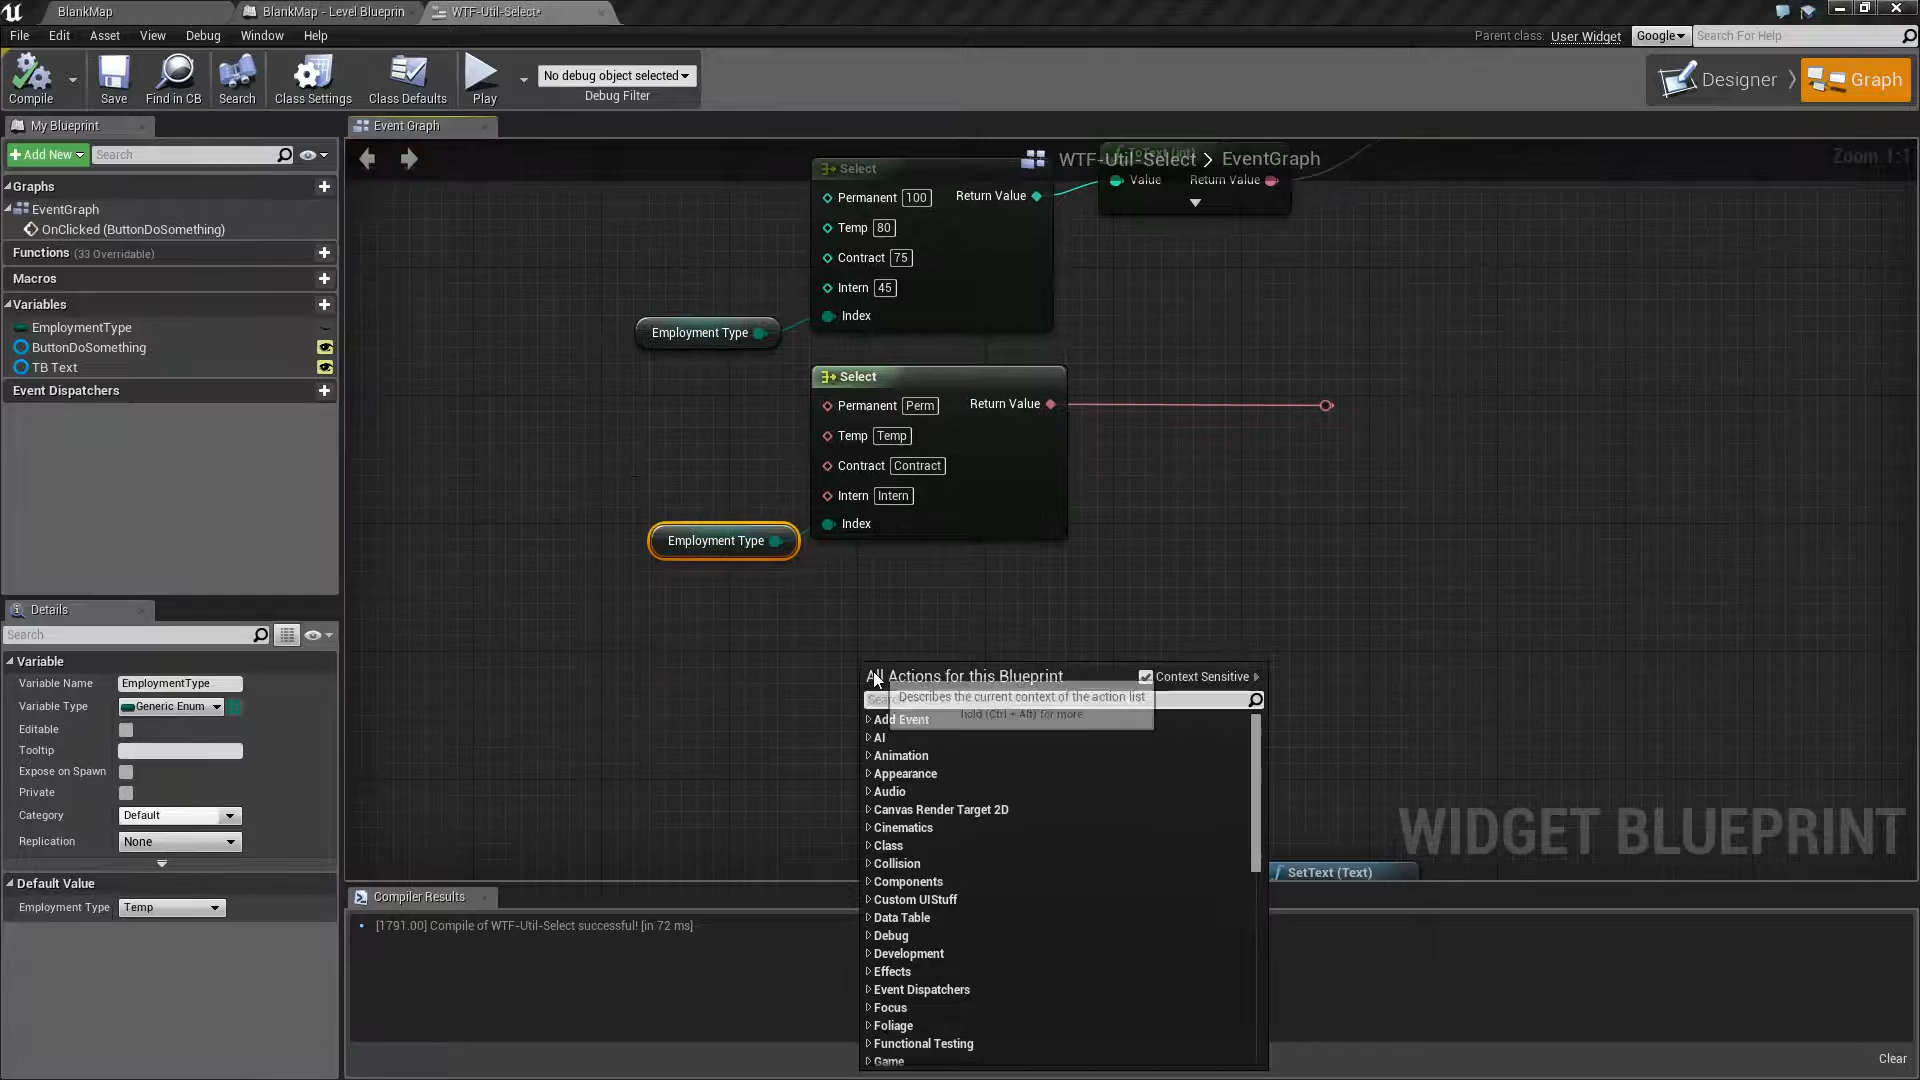 BlankMap
BlankMap - Level Blueprin
WTF-Util-Select*
File Edit Asset View Debug Window Help
Parent class: User Widget Google Search For Help
Compile
Save
Find in CB
Search
Class Settings
Class Defaults
Play
No debug object selected
Debug Filter
Designer
Graph
My Blueprint
Event Graph
Add New
Search
WTF-Util-Select > EventGraph
Zoom 1:1
Graphs
EventGraph
OnClicked (ButtonDoSomething)
Functions (33 Overridable)
Macros
Variables
EmploymentType
ButtonDoSomething
TB Text
Event Dispatchers
Select
Permanent 100 Return Value
Temp 80
Contract 75
Intern 45
Index
ToText (int)
Value Return Value
Employment Type
Select
Permanent Perm Return Value
Temp Temp
Contract Contract
Intern Intern
Index
Employment Type
Details
Search
Variable
Variable Name EmploymentType
Variable Type Generic Enum
Editable
Tooltip
Expose on Spawn
Private
Category Default
Replication None
Default Value
Employment Type Temp
All Actions for this Blueprint
Context Sensitive
Describes the current context of the action list
hold (Ctrl + Alt) for more
Add Event
AI
Animation
Appearance
Audio
Canvas Render Target 2D
Cinematics
Class
Collision
Components
Custom UIStuff
Data Table
Debug
Development
Effects
Event Dispatchers
Focus
Foliage
Functional Testing
Game
WIDGET BLUEPRINT
SetText (Text)
Compiler Results
[1791.00] Compile of WTF-Util-Select successful! [in 72 ms]
Clear